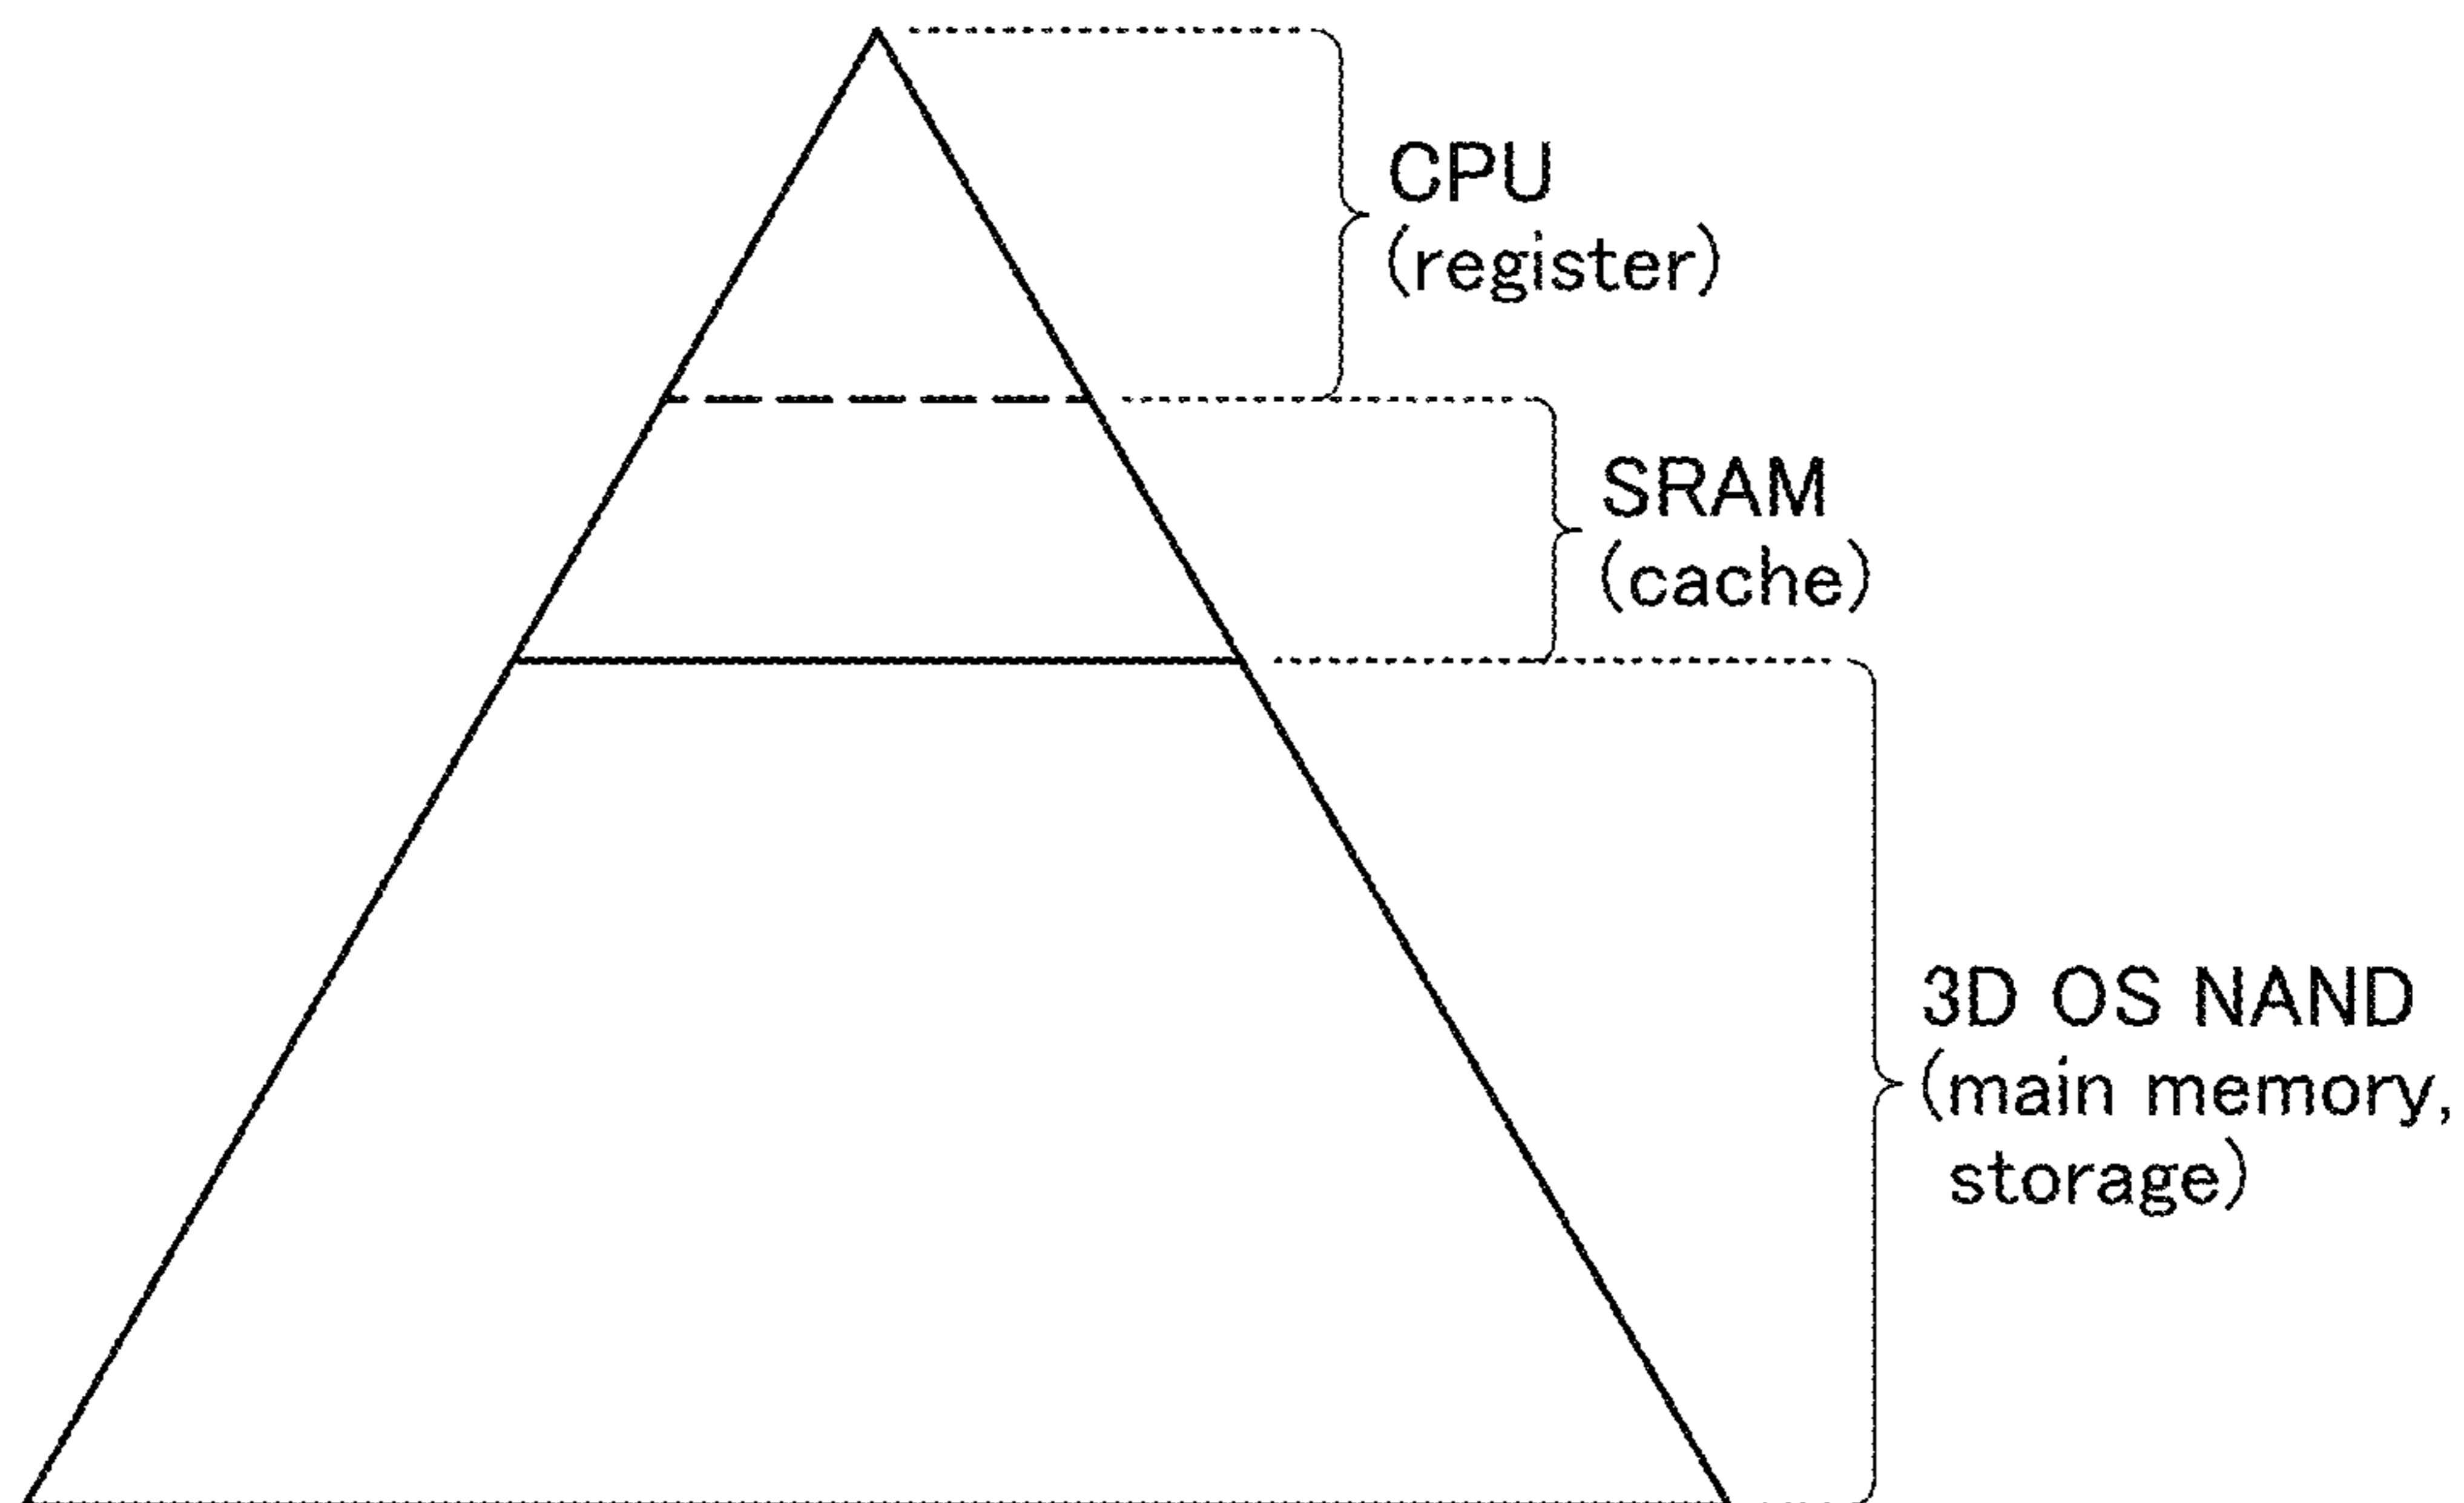 CPU
(register)
SRAM
(cache)
3D OS NAND
(main memory,
storage)